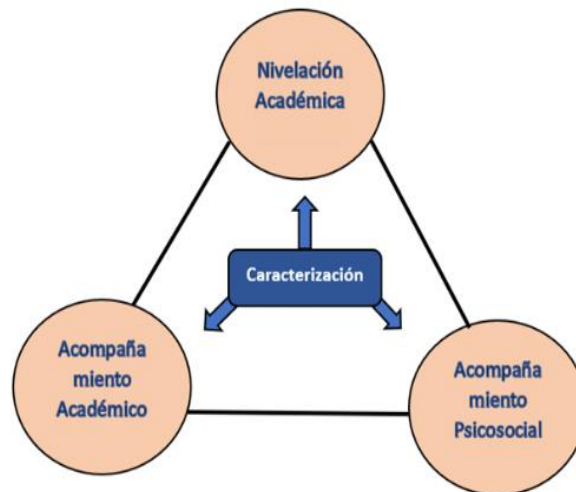 Nivelación
Académica
Caracterización
Acompaña
miento
Académico
Acompaña
miento
Psicosocial